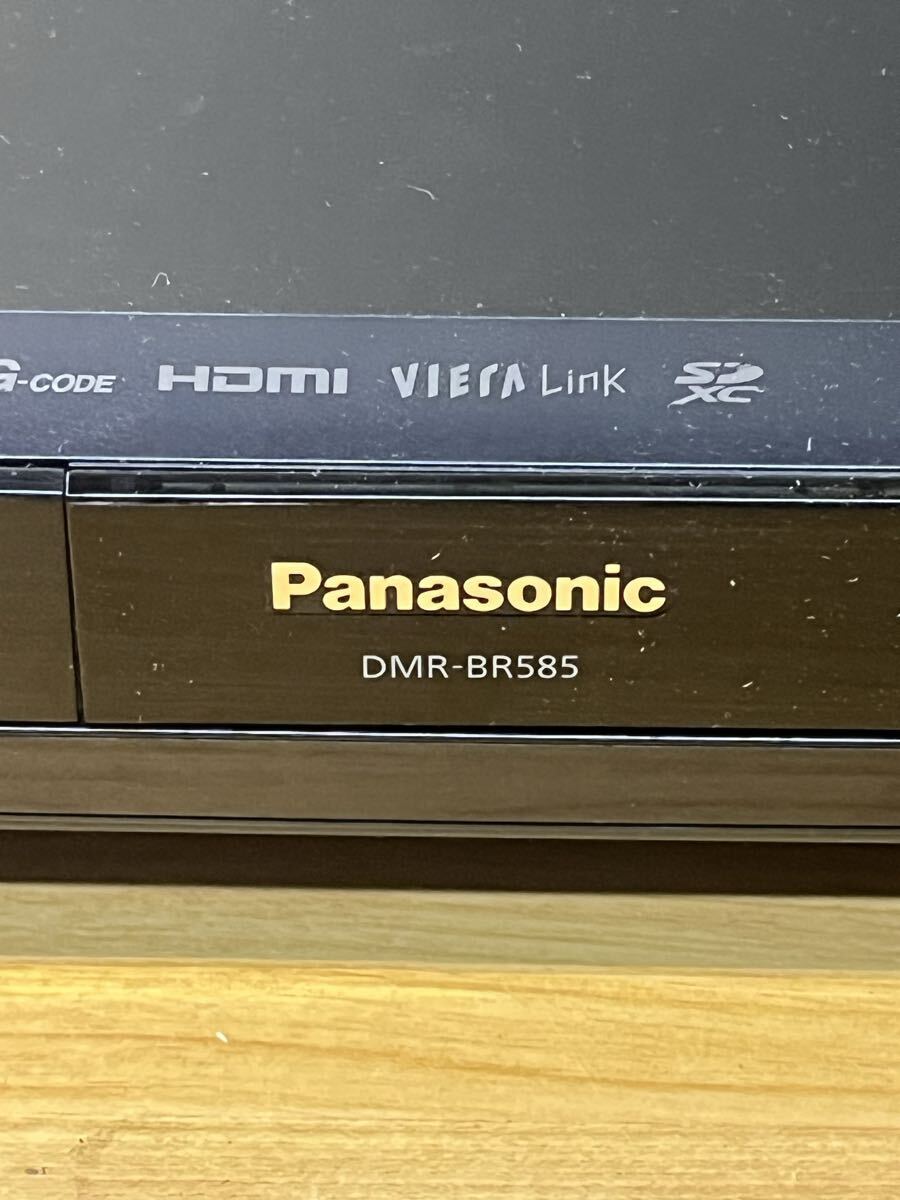 G-CODE HDMI VIERA Link SD XC
Panasonic
DMR-BR585